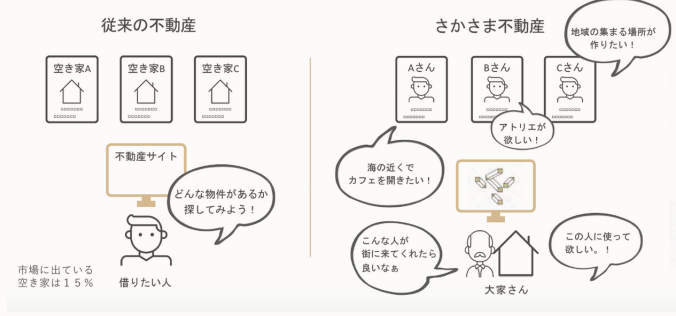 従来の不動産
空き家A
空き家B
空き家C
不動産サイト
どんな物件があるか
探してみよう!
市場に出ている
空き家は15%
借りたい人
さかさま不動産
地域の集まる場所が
作りたい!
Aさん
Bさん
Cさん
アトリエが
欲しい!
海の近くで
カフェを開きたい!
こんな人が
街に来てくれたら
良いなぁ
この人に使って
欲しい。!
大家さん